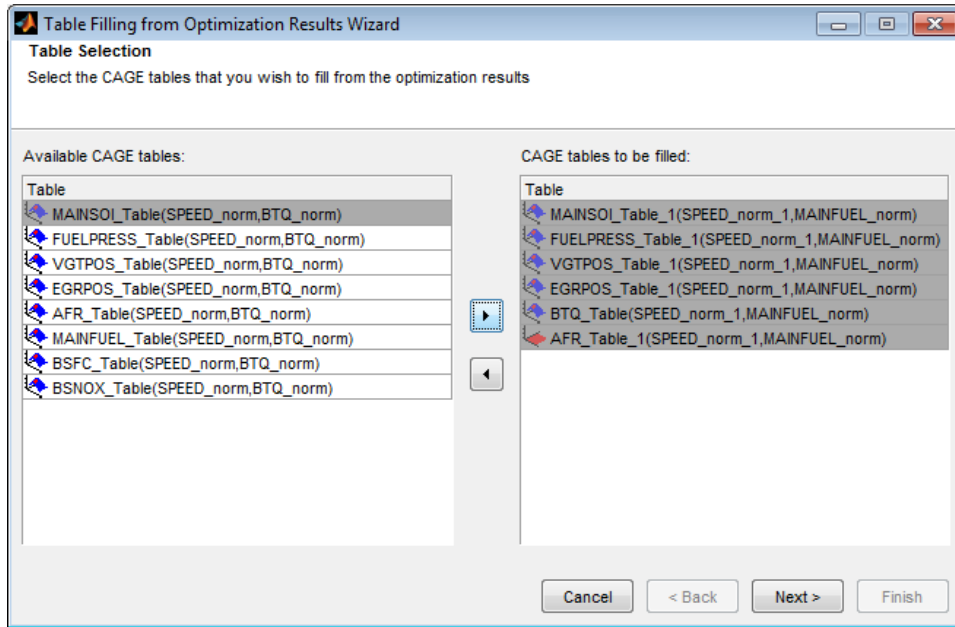 Table Filling from Optimization Results Wizard
Table Selection
Select the CAGE tables that you wish to fill from the optimization results
Available CAGE tables:
Table
MAINSOI_Table(SPEED_norm,BTQ_norm)
FUELPRESS_Table(SPEED_norm,BTQ_norm)
VGTPOS_Table(SPEED_norm,BTQ_norm)
EGRPOS_Table(SPEED_norm,BTQ_norm)
AFR_Table(SPEED_norm,BTQ_norm)
MAINFUEL_Table(SPEED_norm,BTQ_norm)
BSFC_Table(SPEED_norm,BTQ_norm)
BSNOX_Table(SPEED_norm,BTQ_norm)
CAGE tables to be filled:
Table
MAINSOI_Table_1(SPEED_norm_1,MAINFUEL_norm)
FUELPRESS_Table_1(SPEED_norm_1,MAINFUEL_norm)
VGTPOS_Table_1(SPEED_norm_1,MAINFUEL_norm)
EGRPOS_Table_1(SPEED_norm_1,MAINFUEL_norm)
BTQ_Table(SPEED_norm_1,MAINFUEL_norm)
AFR_Table_1(SPEED_norm_1,MAINFUEL_norm)
Cancel
< Back
Next >
Finish